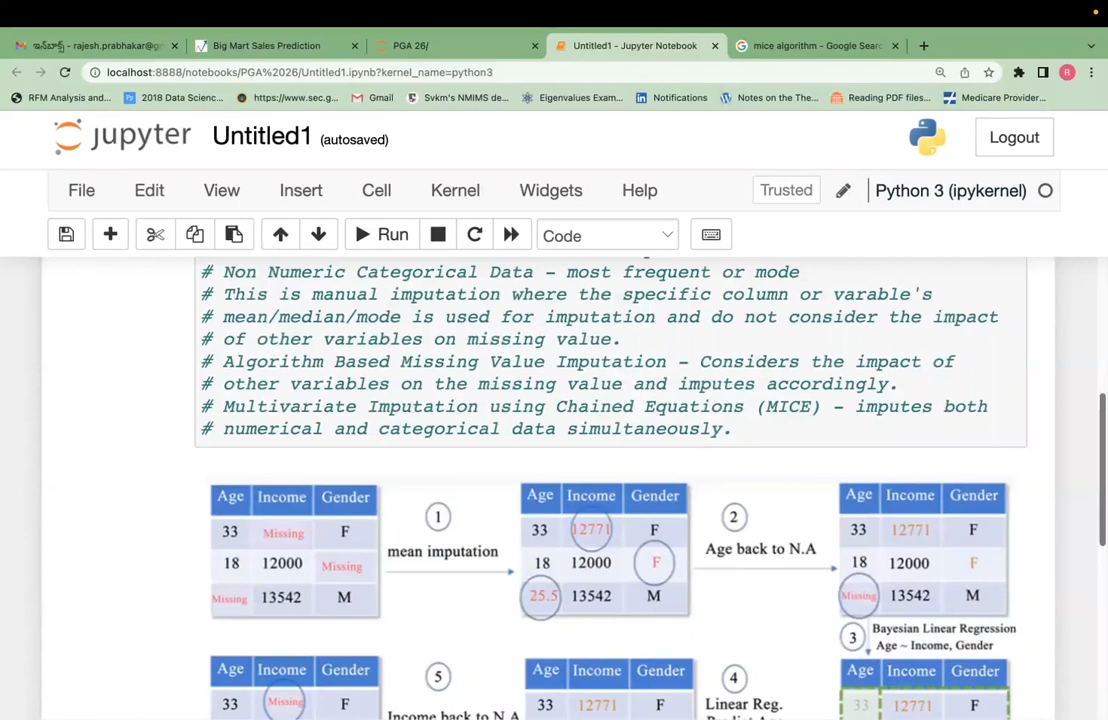 ఇన్‌బాక్స్ - rajesh.prabhakar@gm
Big Mart Sales Prediction
PGA 26/
Untitled1 - Jupyter Notebook
mice algorithm - Google Searc
localhost:8888/notebooks/PGA%2026/Untitled1.ipynb?kernel_name=python3
R
RFM Analysis and...
2018 Data Scienc...
https://www.sec.g...
Gmail
Svkm's NMIMS de...
Eigenvalues Exam...
Notifications
Notes on the The...
Reading PDF files...
Medicare Provider...
jupyter Untitled1 (autosaved)
Logout
File Edit View Insert Cell Kernel Widgets Help
Trusted
Python 3 (ipykernel)
Run
Code
# Non Numeric Categorical Data - most frequent or mode
# This is manual imputation where the specific column or varable's
# mean/median/mode is used for imputation and do not consider the impact
# of other variables on missing value.
# Algorithm Based Missing Value Imputation - Considers the impact of
# other variables on the missing value and imputes accordingly.
# Multivariate Imputation using Chained Equations (MICE) - imputes both
# numerical and categorical data simultaneously.
Age Income Gender
33 Missing F
18 12000 Missing
Missing 13542 M
1
mean imputation
Age Income Gender
33 12771 F
18 12000 F
25.5 13542 M
2
Age back to N.A
Age Income Gender
33 12771 F
18 12000 F
Missing 13542 M
3
Bayesian Linear Regression
Age ~ Income, Gender
Age Income Gender
33 Missing F
5
Income back to N.A
Age Income Gender
33 12771 F
4
Linear Reg.
Predict Age
Age Income Gender
33 12771 F